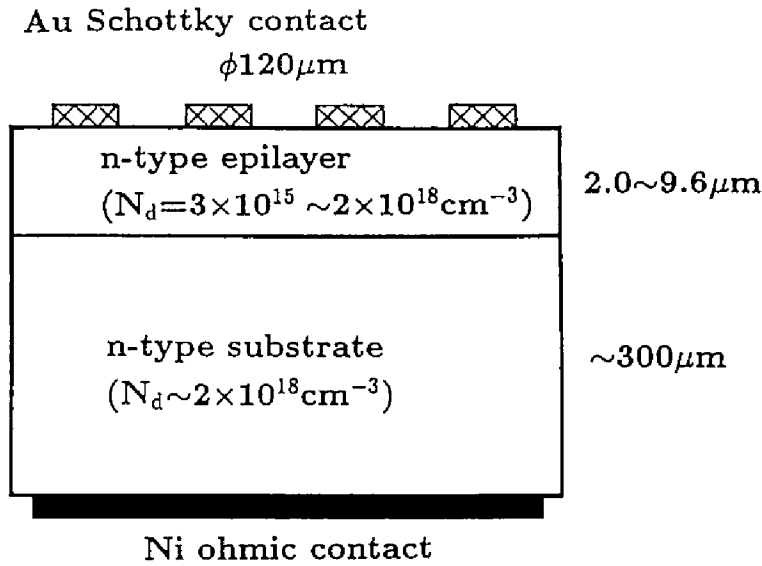 Au Schottky contact
ϕ120μm
n-type epilayer
(N_d=3×10^15 ~2×10^18cm^−3)
2.0~9.6μm
n-type substrate
(N_d~2×10^18cm^−3)
~300μm
Ni ohmic contact